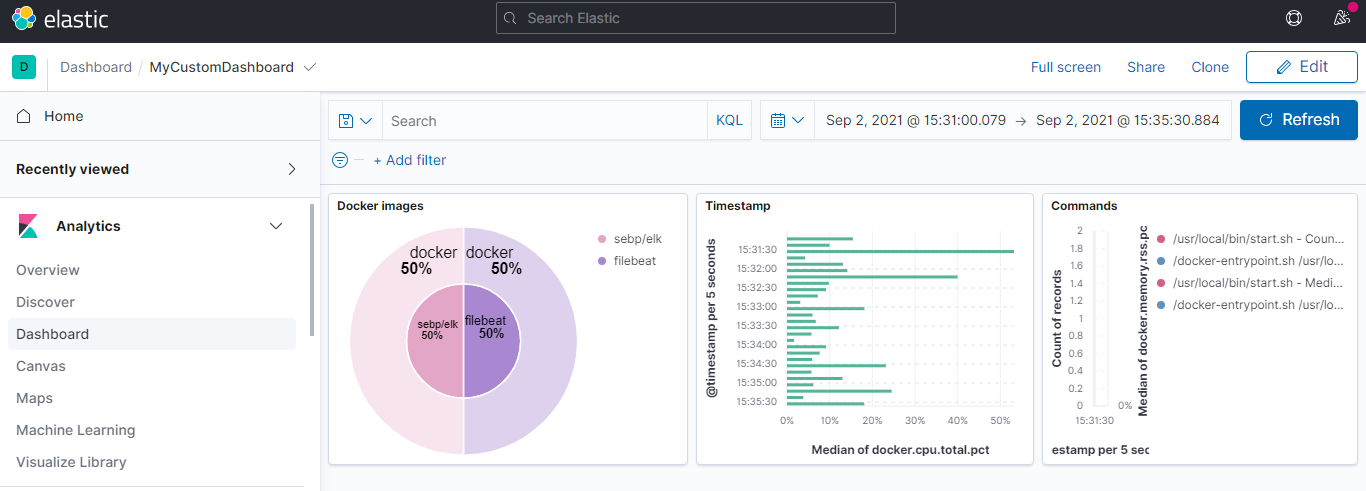 elastic
Search Elastic
D
Dashboard / MyCustomDashboard
Full screen
Share
Clone
Edit
Home
Recently viewed
Analytics
Overview
Discover
Dashboard
Canvas
Maps
Machine Learning
Visualize Library
Search
KQL
Sep 2, 2021 @ 15:31:00.079 → Sep 2, 2021 @ 15:35:30.884
Refresh
+ Add filter
Docker images
docker
50%
docker
50%
sebp/elk
50%
filebeat
50%
sebp/elk
filebeat
Timestamp
@timestamp per 5 seconds
15:31:30
15:32:00
15:32:30
15:33:00
15:33:30
15:34:00
15:34:30
15:35:00
15:35:30
0% 10% 20% 30% 40% 50%
Median of docker.cpu.total.pct
Commands
Count of records
2
1.8
1.6
1.4
1.2
1
0.8
0.6
0.4
0.2
0
15:31:30
estamp per 5 sec
0%
Median of docker.memory.rss.pc
/usr/local/bin/start.sh - Coun...
/docker-entrypoint.sh /usr/lo...
/usr/local/bin/start.sh - Medi...
/docker-entrypoint.sh /usr/lo...